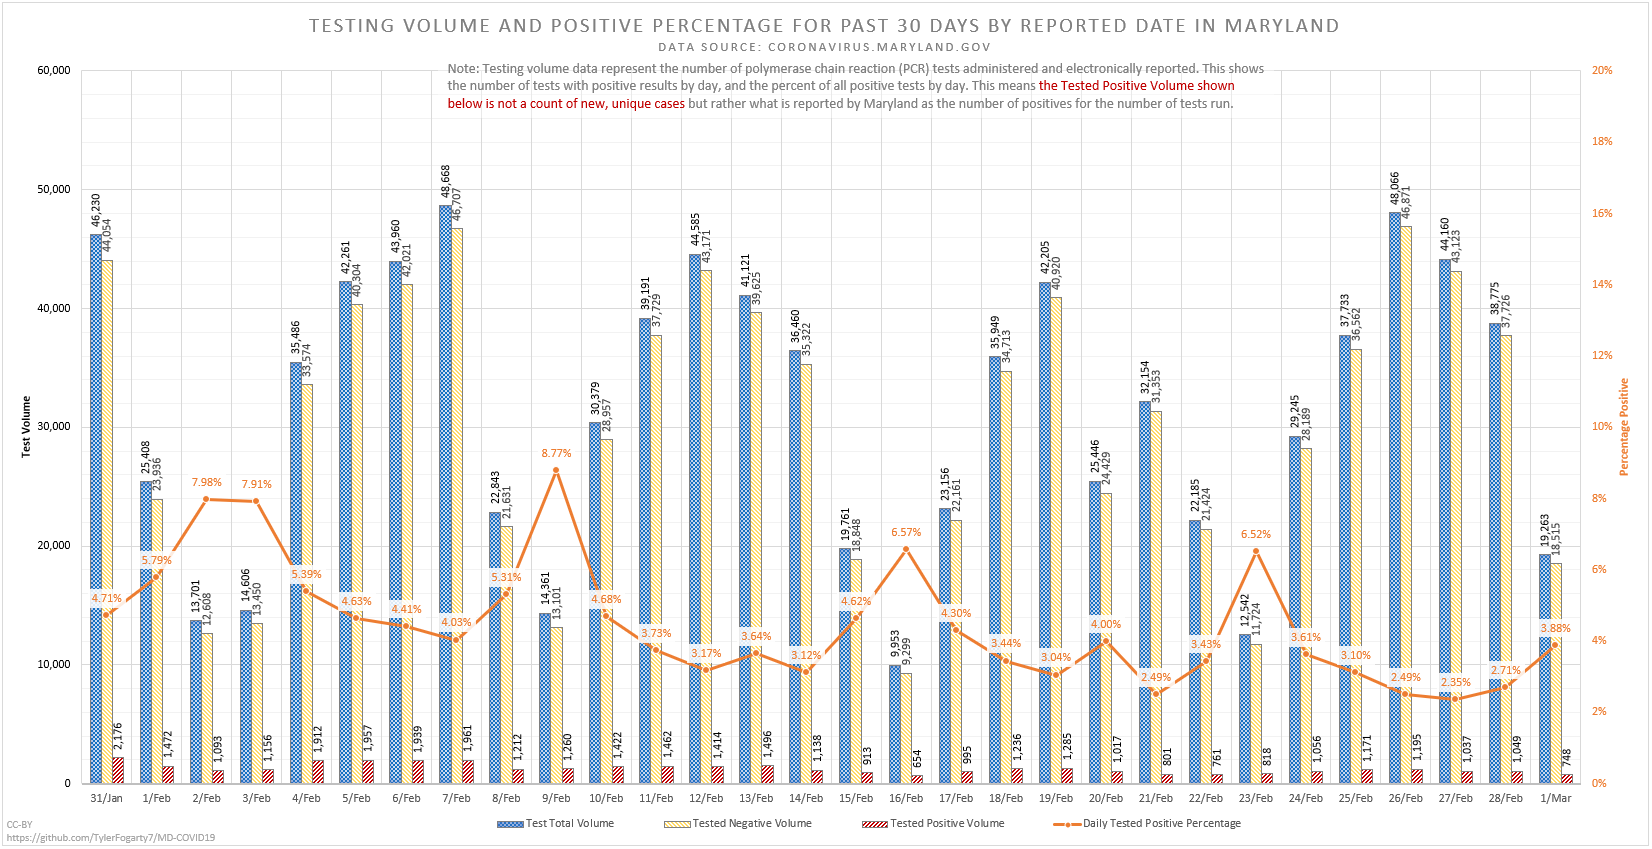 TESTING VOLUME AND POSITIVE PERCENTAGE FOR PAST 30 DAYS BY REPORTED DATE IN MARYLAND
DATA SOURCE: CORONAVIRUS.MARYLAND.GOV
Note: Testing volume data represent the number of polymerase chain reaction (PCR) tests administered and electronically reported. This shows
the number of tests with positive results by day, and the percent of all positive tests by day. This means the Tested Positive Volume shown
below is not a count of new, unique cases but rather what is reported by Maryland as the number of positives for the number of tests run.
Test Volume
60,000
50,000
40,000
30,000
20,000
10,000
0
Percentage Positive
20%
18%
16%
14%
12%
10%
8%
6%
4%
2%
0%
46,230 44,054 4.71% 2,176
25,408 23,936 5.79% 1,472
13,701 12,608 7.98% 1,093
14,606 13,450 7.91% 1,156
35,486 33,574 5.39% 1,912
42,261 40,304 4.63% 1,957
43,960 42,021 4.41% 1,939
48,668 46,707 4.03% 1,961
22,843 21,631 5.31% 1,212
14,361 13,101 8.77% 1,260
30,379 28,957 4.68% 1,422
39,191 37,729 3.73% 1,462
44,585 43,171 3.17% 1,414
41,121 39,625 3.64% 1,496
36,460 35,322 3.12% 1,138
19,761 18,848 4.62% 913
9,953 9,299 6.57% 654
23,156 22,161 4.30% 995
35,949 34,713 3.44% 1,236
42,205 40,920 3.04% 1,285
25,446 24,429 4.00% 1,017
32,154 31,353 2.49% 801
22,185 21,424 3.43% 761
12,542 11,724 6.52% 818
29,245 28,189 3.61% 1,056
37,733 36,562 3.10% 1,171
48,066 46,871 2.49% 1,195
44,160 43,123 2.35% 1,037
38,775 37,726 2.71% 1,049
19,263 18,515 3.88% 748
31/Jan 1/Feb 2/Feb 3/Feb 4/Feb 5/Feb 6/Feb 7/Feb 8/Feb 9/Feb 10/Feb 11/Feb 12/Feb 13/Feb 14/Feb 15/Feb 16/Feb 17/Feb 18/Feb 19/Feb 20/Feb 21/Feb 22/Feb 23/Feb 24/Feb 25/Feb 26/Feb 27/Feb 28/Feb 1/Mar
Test Total Volume Tested Negative Volume Tested Positive Volume Daily Tested Positive Percentage
CC-BY
https://github.com/TylerFogarty7/MD-COVID19